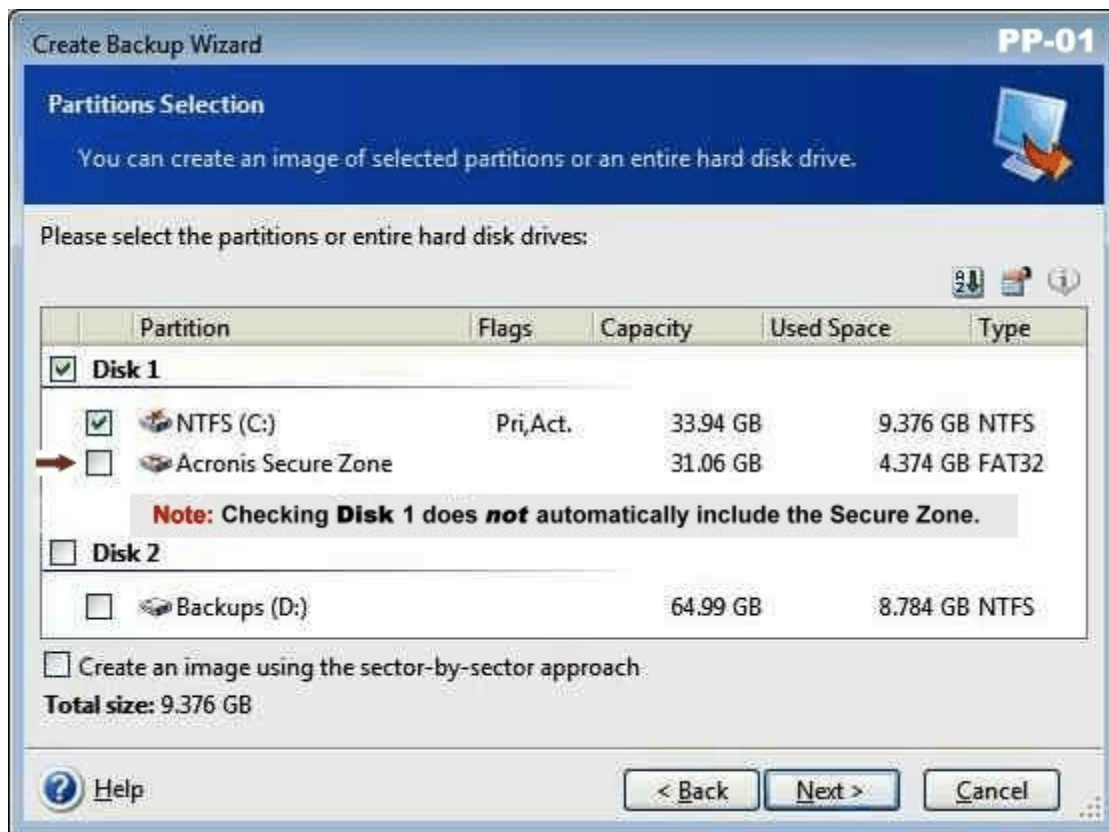 Create Backup Wizard PP-01
Partitions Selection
You can create an image of selected partitions or an entire hard disk drive.
Please select the partitions or entire hard disk drives:
Partition Flags Capacity Used Space Type
Disk 1
NTFS (C:) Pri,Act. 33.94 GB 9.376 GB NTFS
Acronis Secure Zone 31.06 GB 4.374 GB FAT32
Note: Checking Disk 1 does not automatically include the Secure Zone.
Disk 2
Backups (D:) 64.99 GB 8.784 GB NTFS
Create an image using the sector-by-sector approach
Total size: 9.376 GB
Help < Back Next > Cancel